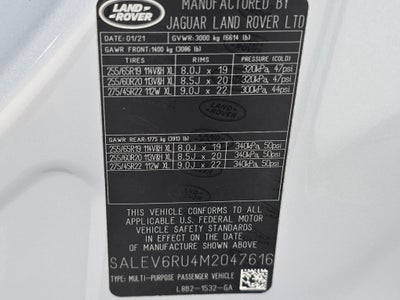 LAND-
ROVER
MANUFACTURED BY
JAGUAR LAND ROVER LTD
DATE: 01/21 GVWR: 3000 kg (6614 lb)
GAWR FRONT: 1400 kg (3086 lb)
TIRES RIMS PRESSURE (COLD)
255/65R19 114V&H XL 8.0J x 19 320kPa, 47psi
255/60R20 113V&H XL 8.5J x 20 320kPa, 47psi
275/45R22 112W XL 9.0J x 22 300kPa, 44psi
LAND-
ROVER
GAWR REAR: 1775 kg (3913 lb)
255/65R19 114V&H XL 8.0J x 19 340kPa, 50psi
255/60R20 113V&H XL 8.5J x 20 340kPa, 50psi
275/45R22 112W XL 9.0J x 22 340kPa, 50psi
THIS VEHICLE CONFORMS TO ALL
APPLICABLE U.S. FEDERAL MOTOR
VEHICLE SAFETY STANDARDS
IN EFFECT ON THE DATE OF
MANUFACTURE SHOWN ABOVE
SALEV6RU4M2047616
TYPE: MULTI-PURPOSE PASSENGER VEHICLE
L8B2-1532-GA